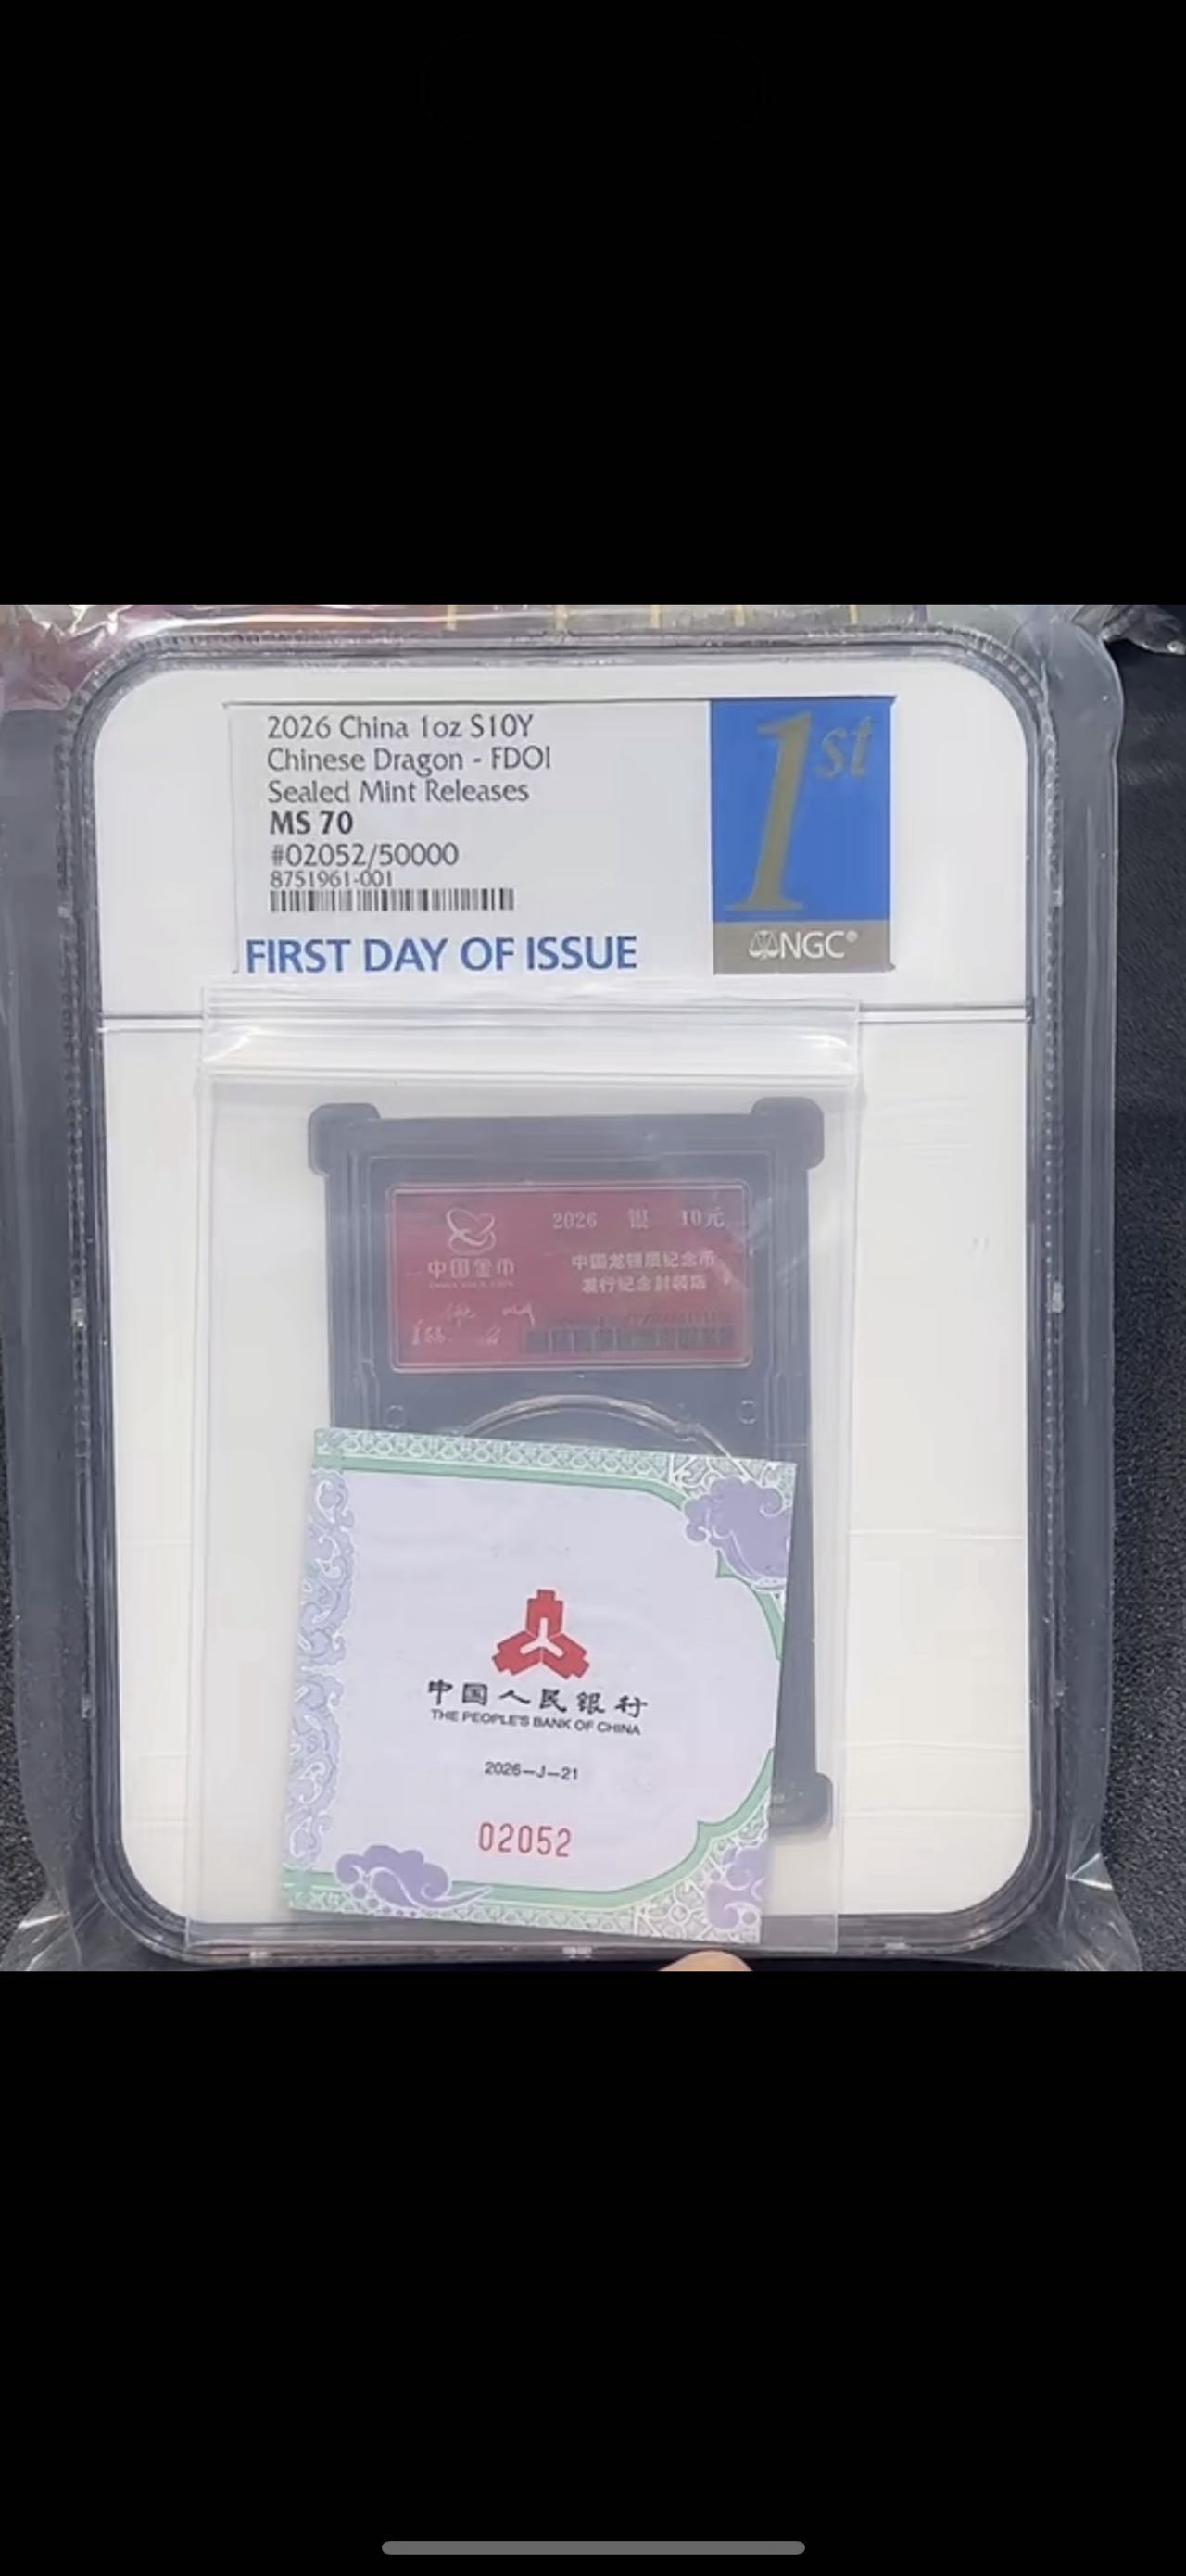 2026 China 1oz S10Y
Chinese Dragon - FDOI
Sealed Mint Releases
MS 70
#02052/50000
8751961-001
FIRST DAY OF ISSUE
1st
NGC®
2026 银 10元
中国金币
中国龙银质纪念币
发行纪念封装版
中国人民银行
THE PEOPLE'S BANK OF CHINA
2026-J-21
02052